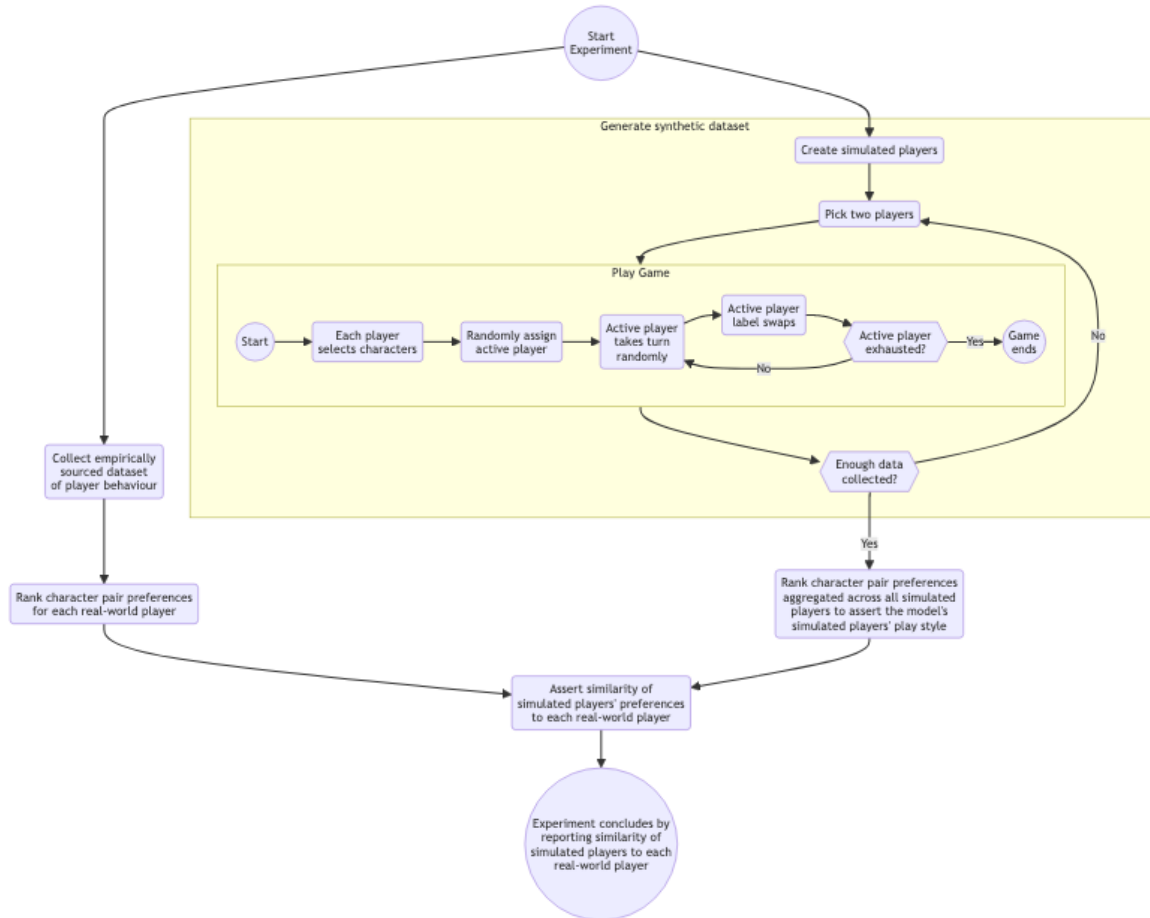 Start
Experiment
Generate synthetic dataset
Create simulated players
Pick two players
Play Game
Start
Each player
selects characters
Randomly assign
active player
Active player
takes turn
randomly
Active player
label swaps
Active player
exhausted?
Yes
Game
ends
No
No
Enough data
collected?
Yes
Collect empirically
sourced dataset
of player behaviour
Rank character pair preferences
for each real-world player
Rank character pair preferences
aggregated across all simulated
players to assert the model's
simulated players' play style
Assert similarity of
simulated players' preferences
to each real-world player
Experiment concludes by
reporting similarity of
simulated players to each
real-world player